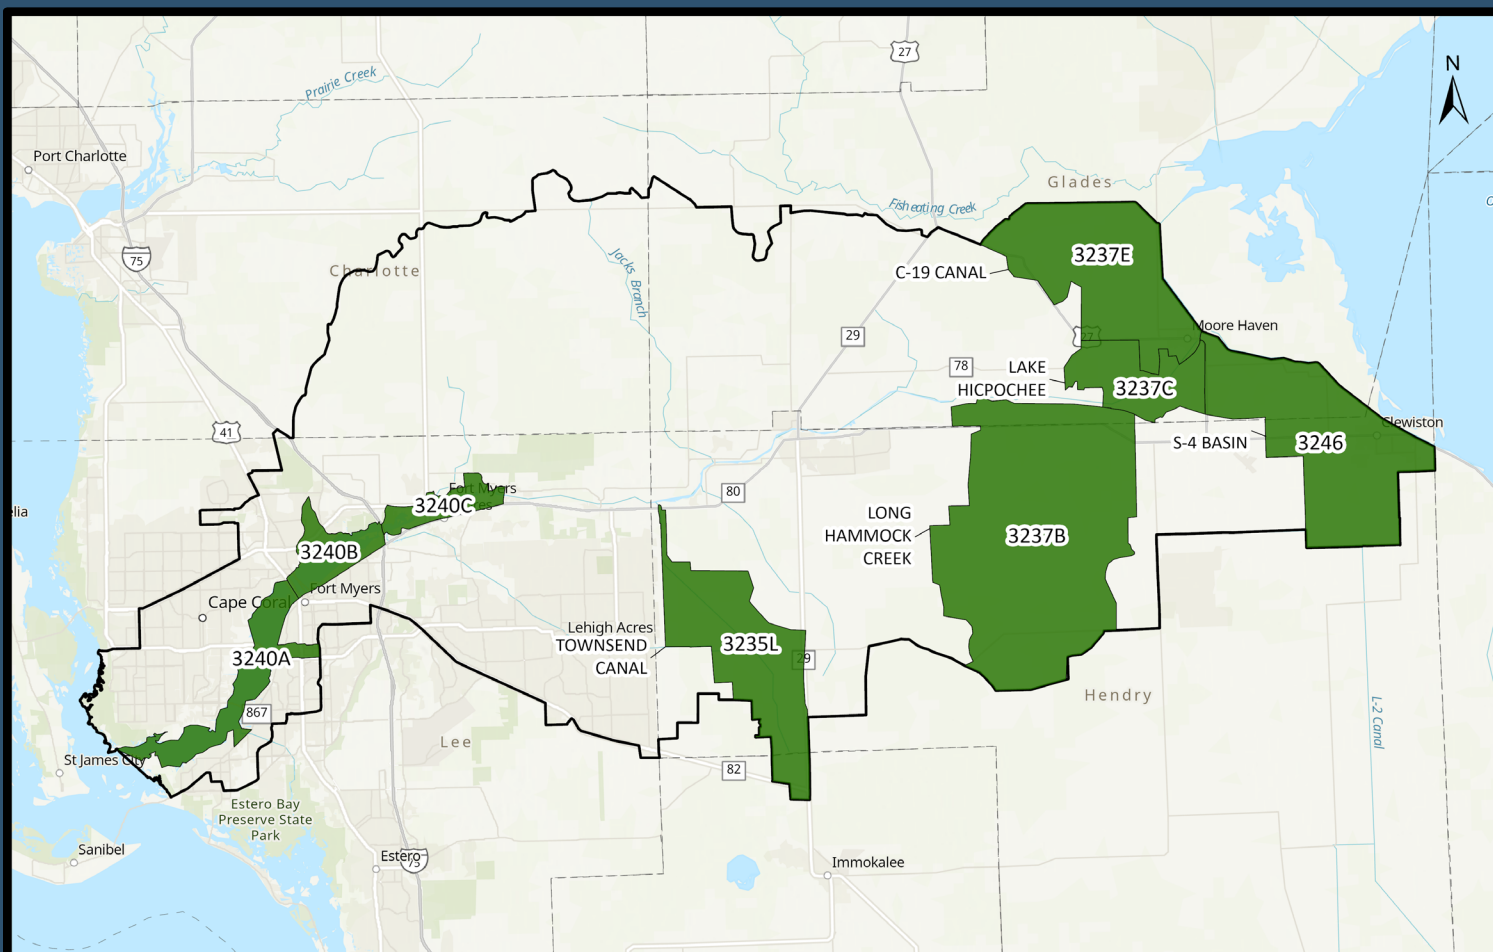 27
N
Prairie Creek
Port Charlotte
Glades
Fisheating Creek
75
Charlotte
Jacks Branch
3237E
C-19 CANAL
29
27
Moore Haven
78
LAKE
HICPOCHEE
3237C
41
Clewiston
S-4 BASIN
3246
80
Fort Myers
3240C
LONG
HAMMOCK
CREEK
3237B
3240B
Fort Myers
Cape Coral
Lehigh Acres
TOWNSEND
CANAL
3235L
29
3240A
867
Hendry
L-2 Canal
Lee
St James City
82
Estero Bay
Preserve State
Park
Sanibel
Estero
75
Immokalee